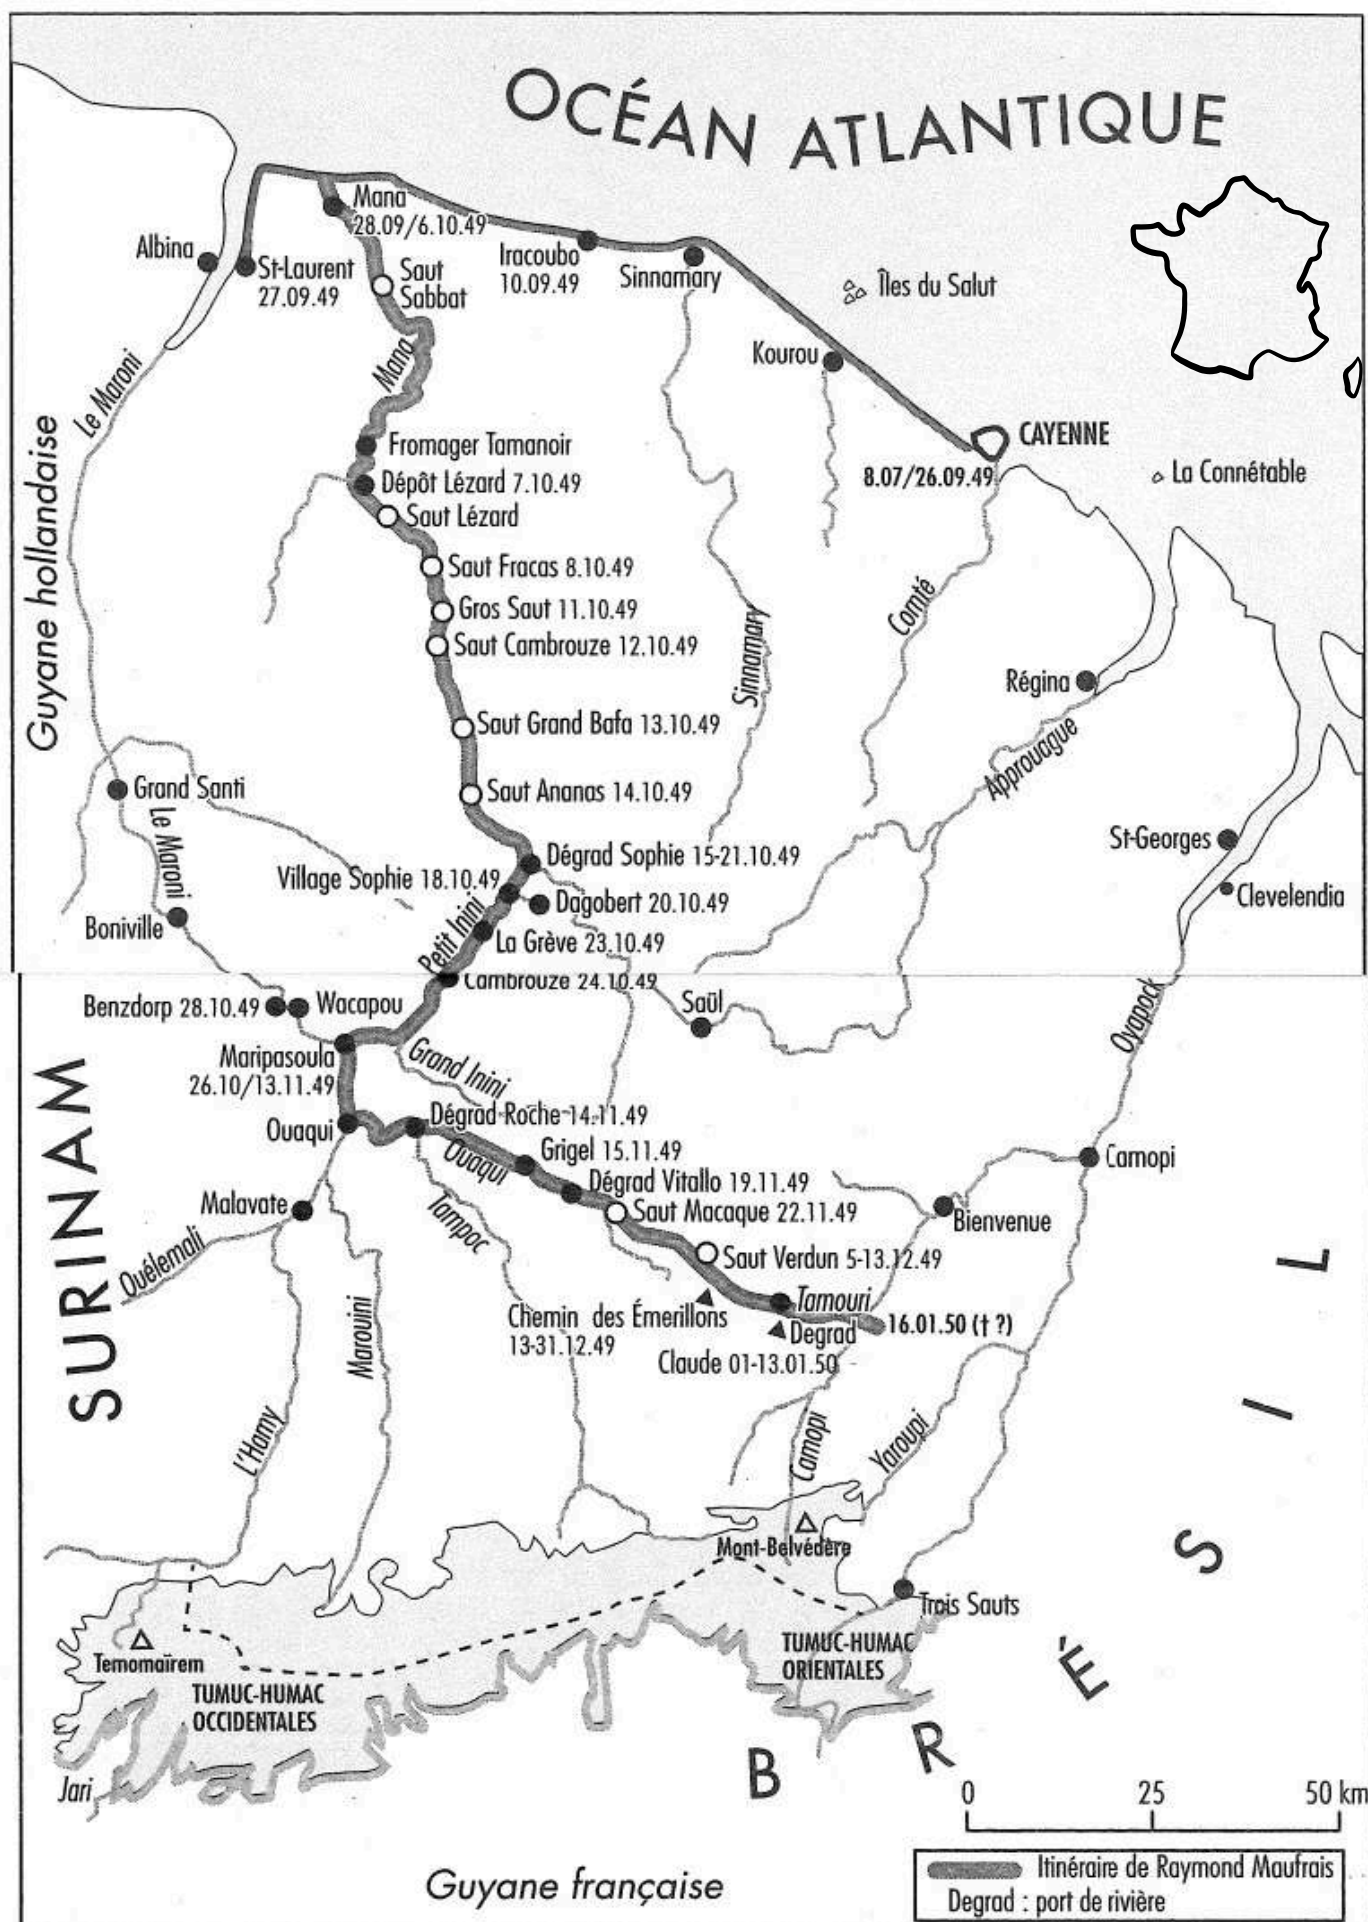 OCÉAN ATLANTIQUE
Mana
28.09/6.10.49
Albina
St-Laurent
27.09.49
Saut
Sabbat
Iracoubo
10.09.49
Sinnamary
Îles du Salut
Kourou
Le Maroni
Mana
CAYENNE
8.07/26.09.49
La Connétable
Fromager Tamanoir
Dépôt Lézard 7.10.49
Saut Lézard
Guyane hollandaise
Saut Fracas 8.10.49
Gros Saut 11.10.49
Saut Cambrouze 12.10.49
Sinnamary
Comté
Régina
Saut Grand Bafa 13.10.49
Approuague
Grand Santi
Le Maroni
Saut Ananas 14.10.49
St-Georges
Dégrad Sophie 15-21.10.49
Village Sophie 18.10.49
Dagobert 20.10.49
Clevelendia
Boniville
Petit Inini
La Grève 23.10.49
Cambrouze 24.10.49
Benzdorp 28.10.49
Wacapou
Saül
Oyapock
Maripasoula
26.10/13.11.49
Grand Inini
SURINAM
Ouaqui
Dégrad Roche 14.11.49
Ouaqui
Grigel 15.11.49
Camopi
Dégrad Vitallo 19.11.49
Malavate
Tampoc
Saut Macaque 22.11.49
Bienvenue
Ouélemali
Saut Verdun 5-13.12.49
Marouini
Chemin des Émerillons
13-31.12.49
Tamouri
Degrad
Claude 01-13.01.50
16.01.50 († ?)
L'Hamy
Camopi
Yaroupi
Mont-Belvédère
Trois Sauts
Temomaïrem
TUMUC-HUMAC
OCCIDENTALES
TUMUC-HUMAC
ORIENTALES
BRÉSIL
Jari
0 25 50 km
Guyane française
Itinéraire de Raymond Maufrais
Degrad : port de rivière